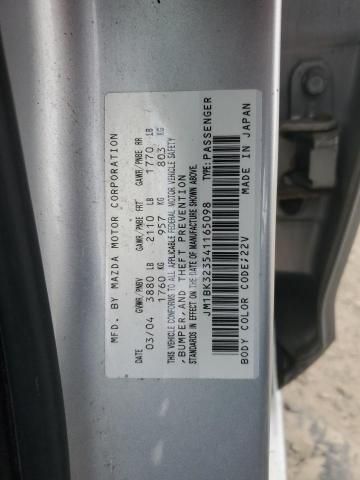 MFD. BY MAZDA MOTOR CORPORATION
DATE GVWR/PNBV GAWR/PNBE FRT GAWR/PNBE RR
03/04 3880 LB 2110 LB 1770 LB
1760 KG 957 KG 803 KG
THIS VEHICLE CONFORMS TO ALL APPLICABLE FEDERAL MOTOR VEHICLE SAFETY
,BUMPER,AND THEFT PREVENTION
STANDARDS IN EFFECT ON THE DATE OF MANUFACTURE SHOWN ABOVE.
JM1BK323541165098 TYPE:PASSENGER
BODY COLOR CODE;22V MADE IN JAPAN